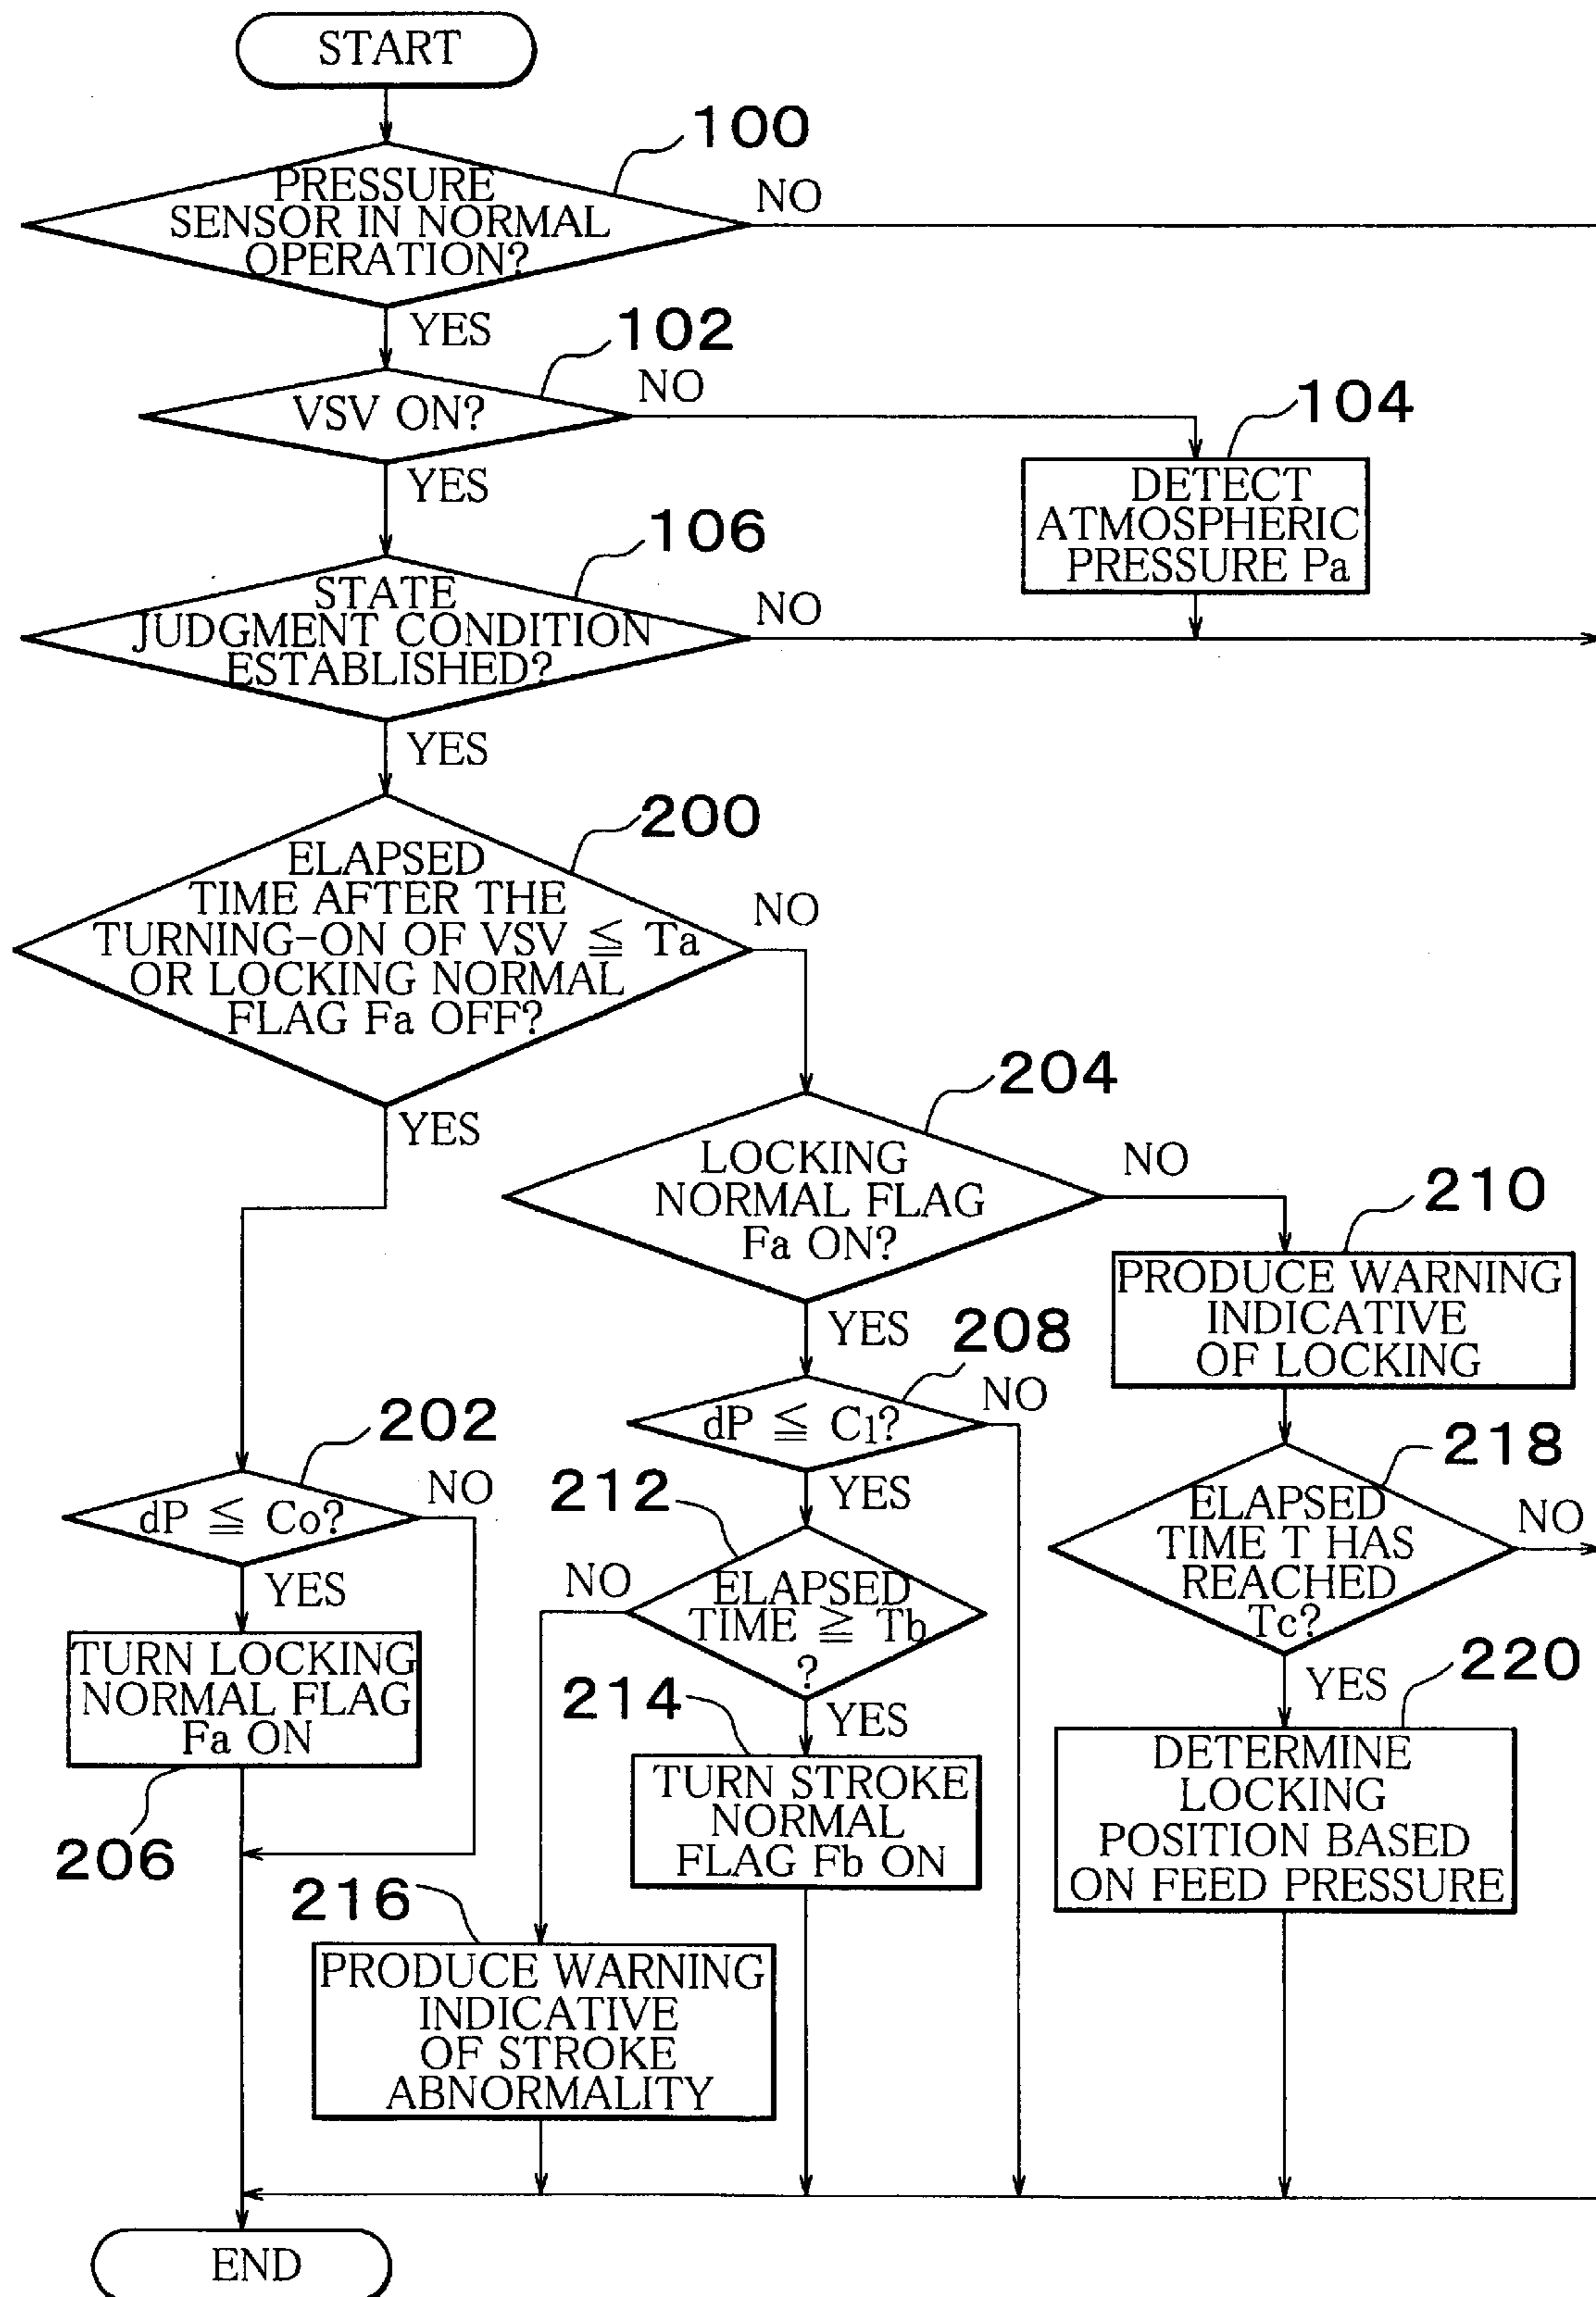 START
100
PRESSURE
SENSOR IN NORMAL
OPERATION?
NO
YES
102
VSV ON?
NO
YES
104
DETECT
ATMOSPHERIC
PRESSURE Pa
106
STATE
JUDGMENT CONDITION
ESTABLISHED?
NO
YES
200
ELAPSED
TIME AFTER THE
TURNING-ON OF VSV ≦ Ta
OR LOCKING NORMAL
FLAG Fa OFF?
NO
YES
204
LOCKING
NORMAL FLAG
Fa ON?
NO
YES
210
PRODUCE WARNING
INDICATIVE
OF LOCKING
208
dP ≦ C1?
NO
YES
202
dP ≦ Co?
NO
YES
218
ELAPSED
TIME T HAS
REACHED
Tc?
NO
YES
212
ELAPSED
TIME ≧ Tb
?
NO
YES
TURN LOCKING
NORMAL FLAG
Fa ON
206
214
TURN STROKE
NORMAL
FLAG Fb ON
220
DETERMINE
LOCKING
POSITION BASED
ON FEED PRESSURE
216
PRODUCE WARNING
INDICATIVE
OF STROKE
ABNORMALITY
END